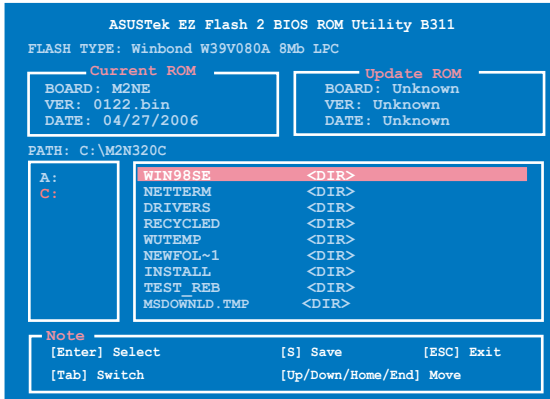 ASUSTek EZ Flash 2 BIOS ROM Utility B311
FLASH TYPE: Winbond W39V080A 8Mb LPC
Current ROM
BOARD: M2NE
VER: 0122.bin
DATE: 04/27/2006
Update ROM
BOARD: Unknown
VER: Unknown
DATE: Unknown
PATH: C:\M2N320C
A:
C:
WIN98SE <DIR>
NETTERM <DIR>
DRIVERS <DIR>
RECYCLED <DIR>
WUTEMP <DIR>
NEWFOL~1 <DIR>
INSTALL <DIR>
TEST_REB <DIR>
MSDOWNLD.TMP <DIR>
Note
[Enter] Select [S] Save [ESC] Exit
[Tab] Switch [Up/Down/Home/End] Move